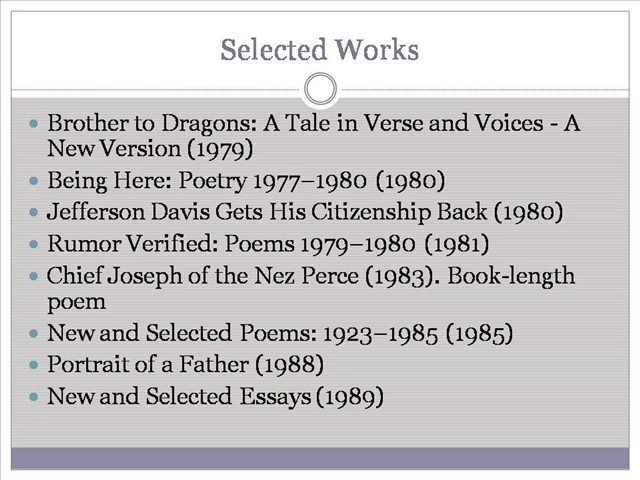 Selected Works
• Brother to Dragons: A Tale in Verse and Voices - A
New Version (1979)
• Being Here: Poetry 1977–1980 (1980)
• Jefferson Davis Gets His Citizenship Back (1980)
• Rumor Verified: Poems 1979–1980 (1981)
• Chief Joseph of the Nez Perce (1983). Book-length
poem
• New and Selected Poems: 1923–1985 (1985)
• Portrait of a Father (1988)
• New and Selected Essays (1989)